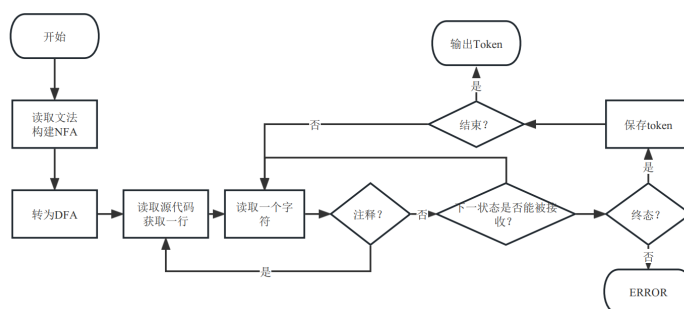 开始
输出Token
是
读取文法
构建NFA
否
结束？
保存token
是
转为DFA
读取源代码
获取一行
读取一个字
符
注释？
否
下一状态是否能被接
收？
终态？
是
否
ERROR